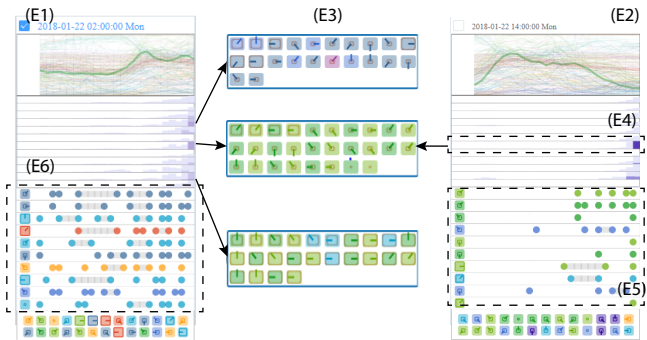 (E1)
(E3)
(E2)
2018-01-22 02:00:00 Mon
2018-01-22 14:00:00 Mon
(E4)
(E6)
(E5)